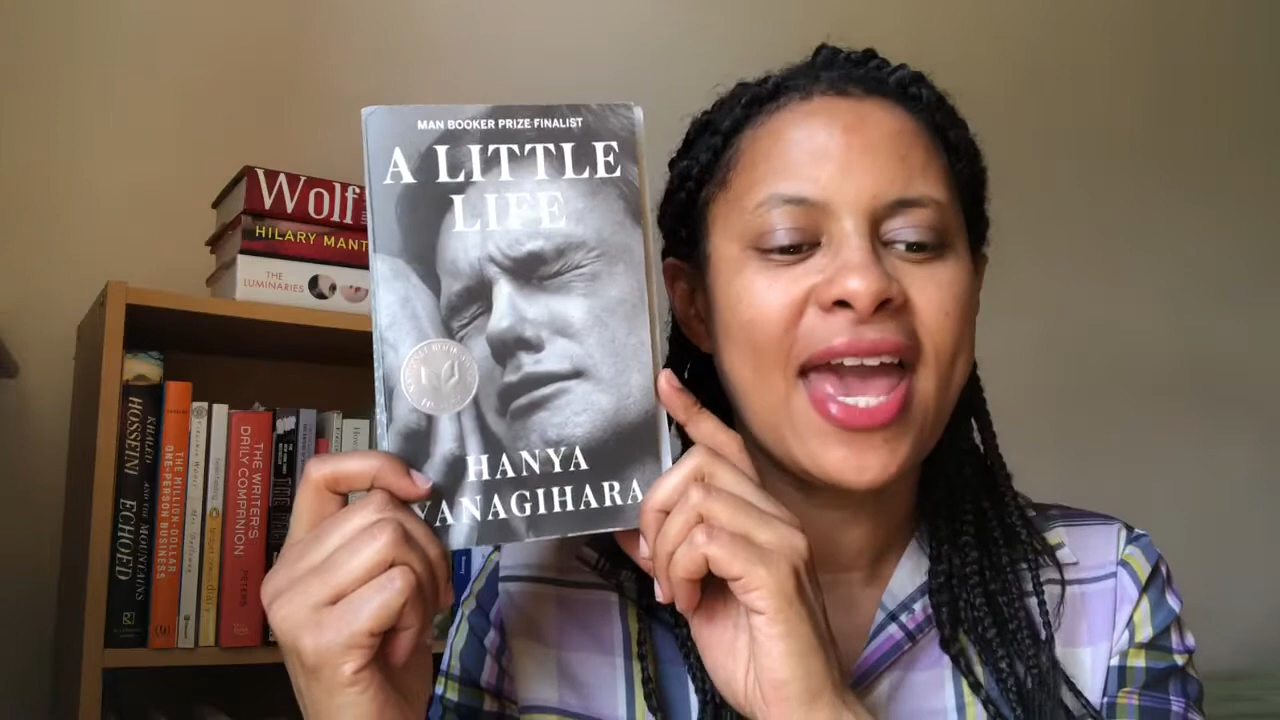 MAN BOOKER PRIZE FINALIST
A LITTLE
LIFE
HANYA
YANAGIHARA
Wolf
HILARY MANT
THE
LUMINARIES
KHALED
HOSSEINI
AND THE MOUNTAINS
ECHOED
THE MILLION-DOLLAR
ONE-PERSON BUSINESS
THE WRITER'S
DAILY COMPANION
PETERS